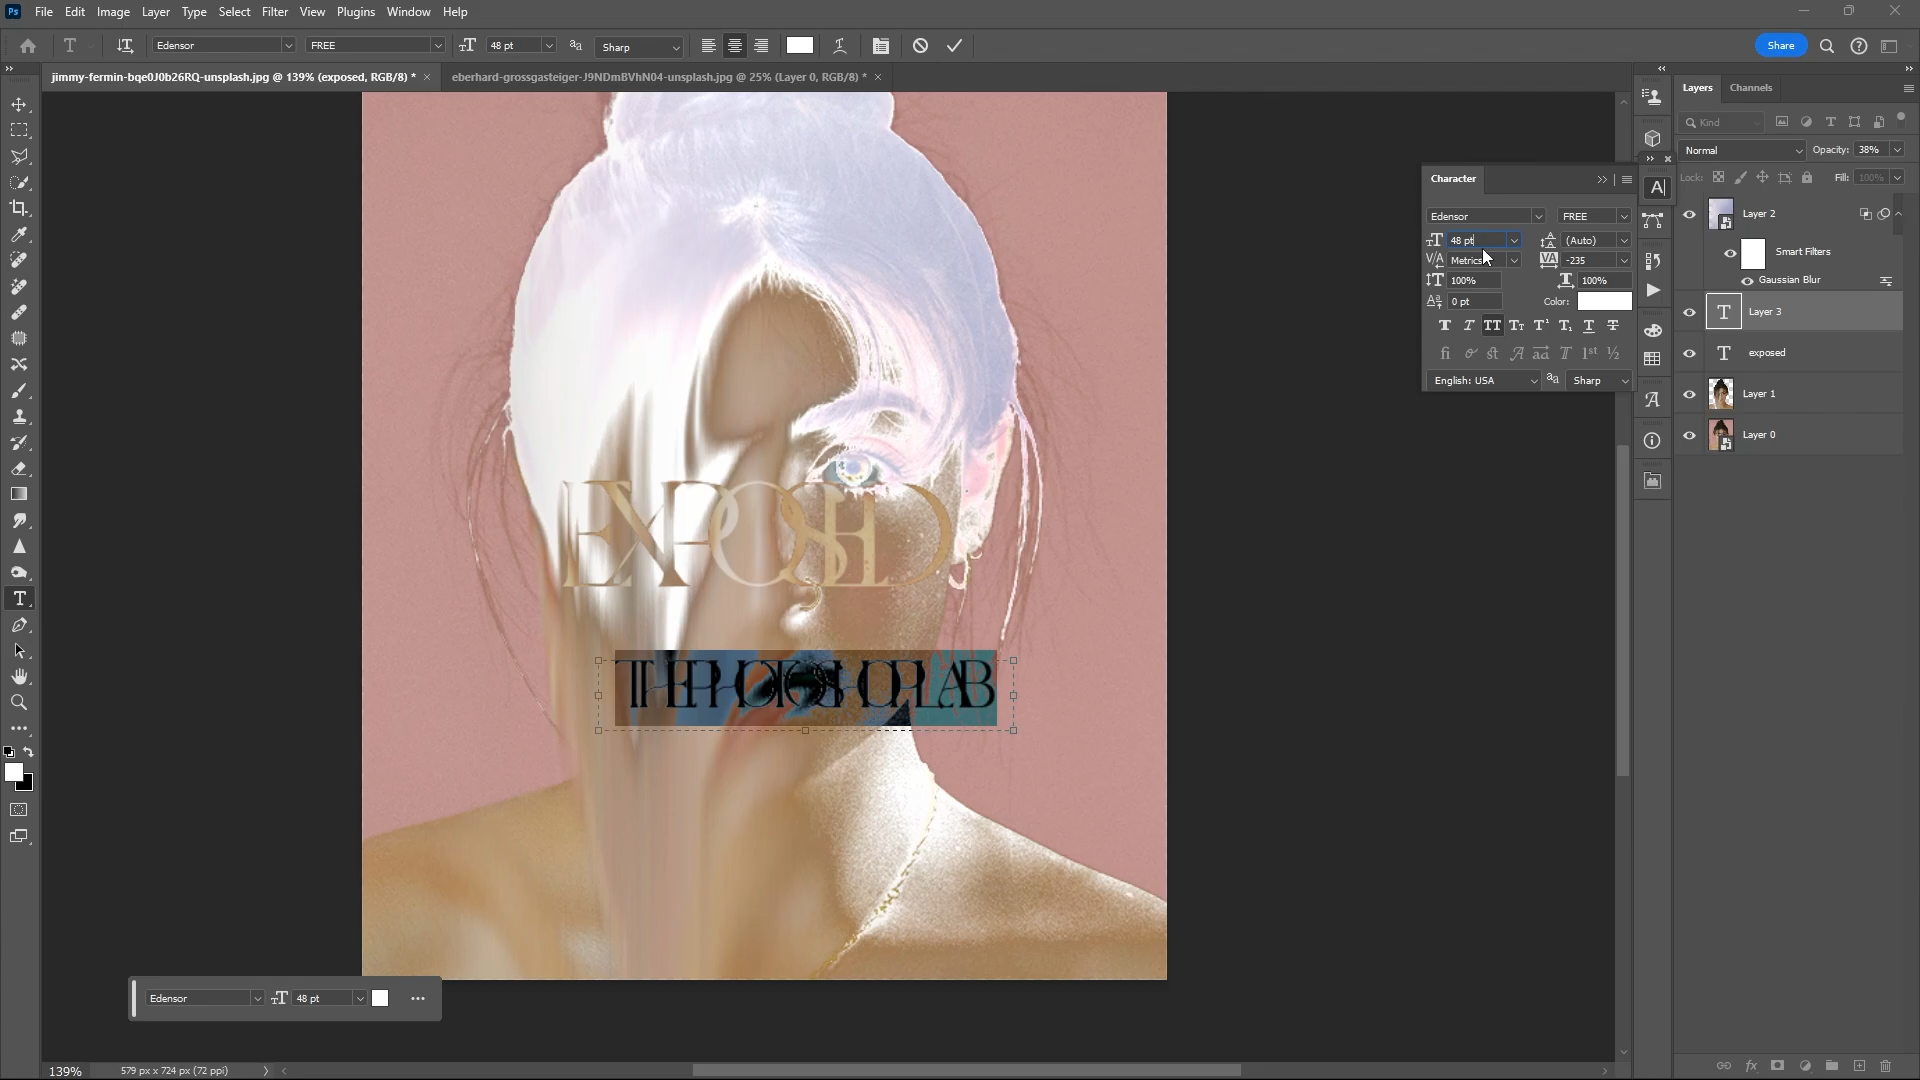 Ps File Edit Image Layer Type Select Filter View Plugins Window Help
T Edensor FREE 48 pt Sharp Share
jimmy-fermin-bqe0J0b26RQ-unsplash.jpg @ 139% (exposed, RGB/8) * × eberhard-grossgasteiger-J9NDmBVhN04-unsplash.jpg @ 25% (Layer 0, RGB/8) * ×
Layers Channels
Kind
Normal Opacity: 38%
Lock: Fill: 100%
Layer 2
Smart Filters
Gaussian Blur
Layer 3
exposed
Layer 1
Layer 0
Character
Edensor FREE
48 pt (Auto)
Metrics -235
100% 100%
0 pt Color:
English: USA Sharp
EXPOSED
THE PHOTOSHOP LAB
Edensor 48 pt
139% 579 px x 724 px (72 ppi)